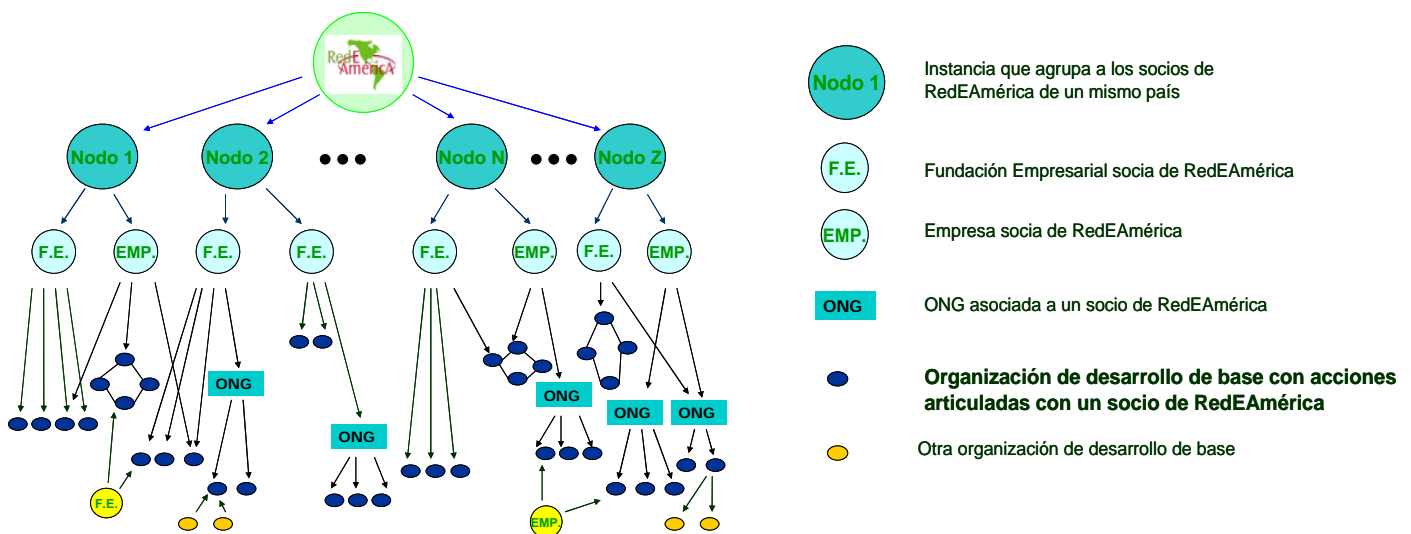 RedE
AméricA
Nodo 1
Nodo 2
•••
Nodo N
•••
Nodo Z
F.E.
EMP.
F.E.
F.E.
F.E.
EMP.
F.E.
EMP.
ONG
ONG
ONG
ONG
ONG
F.E.
EMP.
Nodo 1
Instancia que agrupa a los socios de
RedEAmérica de un mismo país
F.E.
Fundación Empresarial socia de RedEAmérica
EMP.
Empresa socia de RedEAmérica
ONG
ONG asociada a un socio de RedEAmérica
Organización de desarrollo de base con acciones
articuladas con un socio de RedEAmérica
Otra organización de desarrollo de base